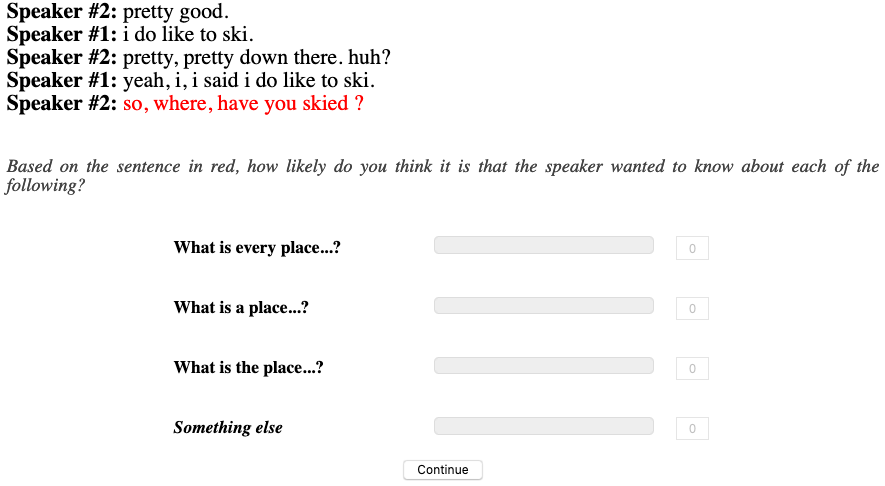 Speaker #2: pretty good.
Speaker #1: i do like to ski.
Speaker #2: pretty, pretty down there. huh?
Speaker #1: yeah, i, i said i do like to ski.
Speaker #2: so, where, have you skied ?
Based on the sentence in red, how likely do you think it is that the speaker wanted to know about each of the
following?
What is every place...? 0
What is a place...? 0
What is the place...? 0
Something else 0
Continue